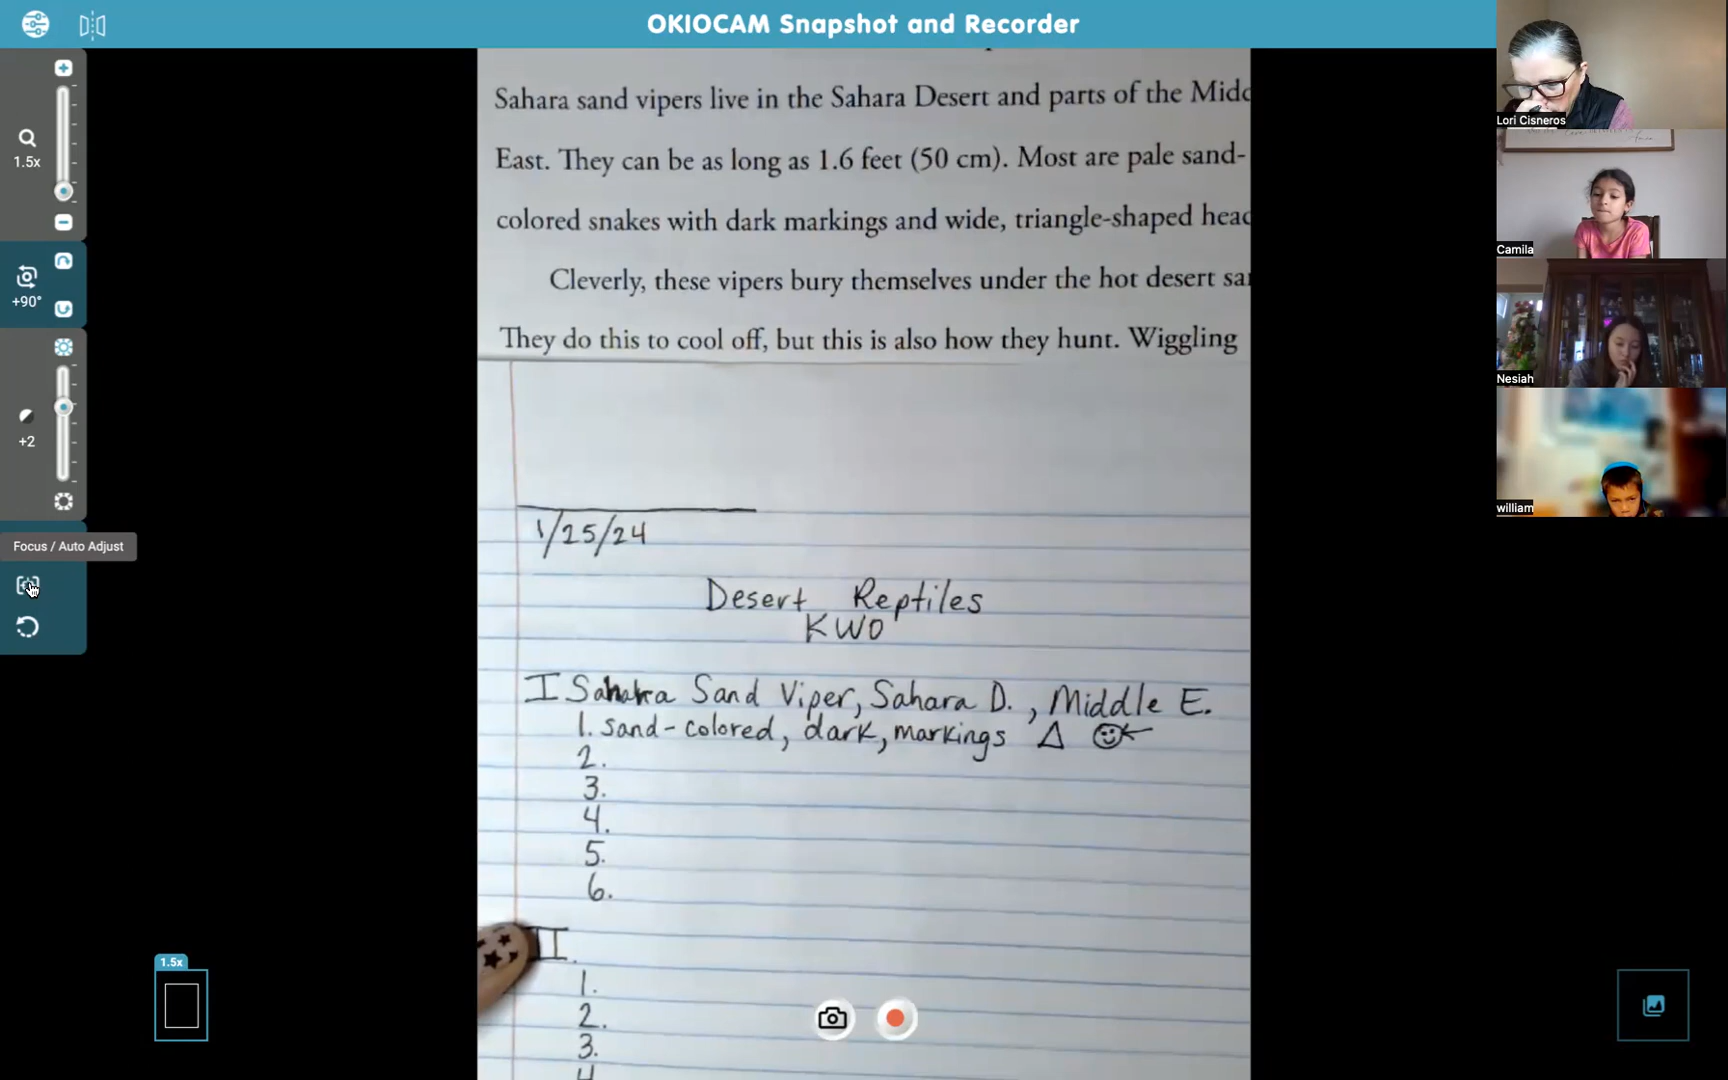 OKIOCAM Snapshot and Recorder
Sahara sand vipers live in the Sahara Desert and parts of the Midd
East. They can be as long as 1.6 feet (50 cm). Most are pale sand-
colored snakes with dark markings and wide, triangle-shaped head
Cleverly, these vipers bury themselves under the hot desert sa
They do this to cool off, but this is also how they hunt. Wiggling
1/25/24
Desert Reptiles
KWO
I Sahara Sand Viper, Sahara D., Middle E.
1. sand-colored, dark, markings
2.
3.
4.
5.
6.
II.
1.
2.
3.
4
1.5x
+90°
+2
Focus / Auto Adjust
1.5x
Lori Cisneros
Camila
Nesiah
william